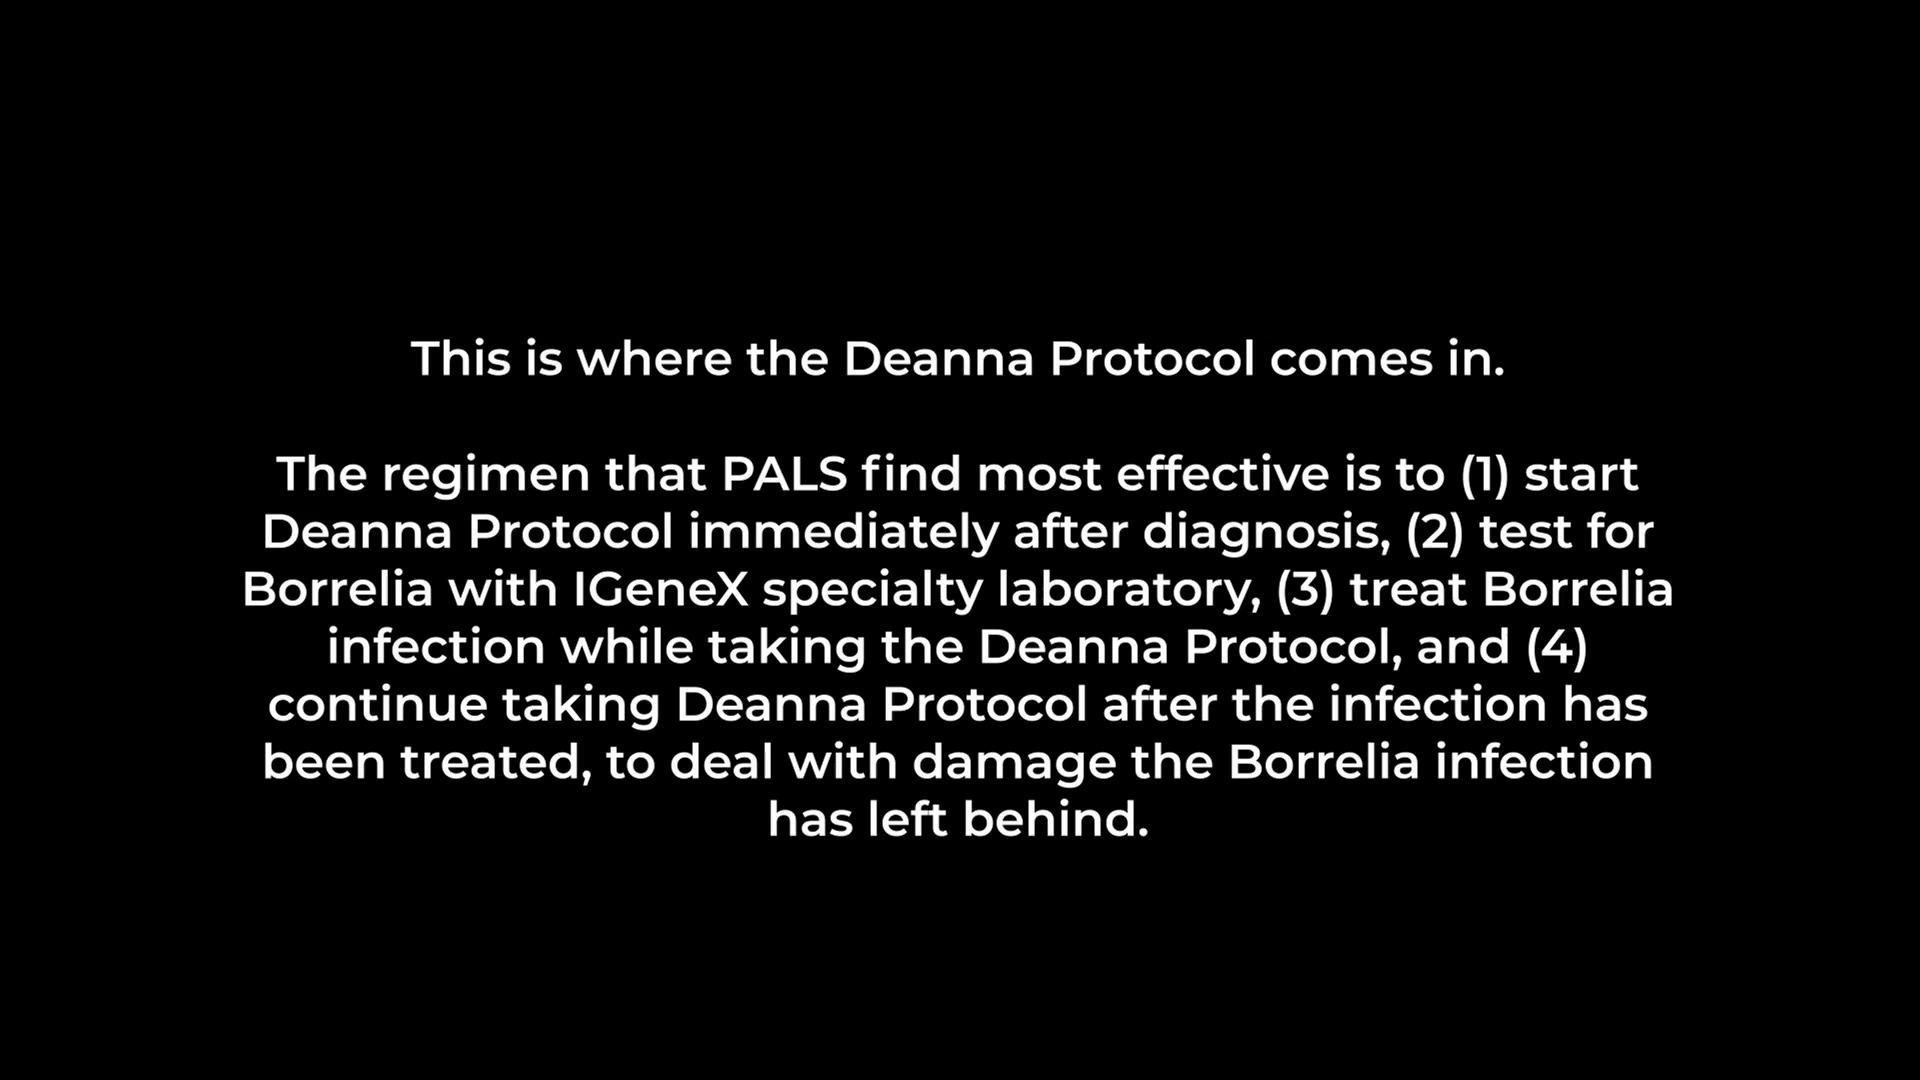 This is where the Deanna Protocol comes in.
The regimen that PALS find most effective is to (1) start
Deanna Protocol immediately after diagnosis, (2) test for
Borrelia with IGeneX specialty laboratory, (3) treat Borrelia
infection while taking the Deanna Protocol, and (4)
continue taking Deanna Protocol after the infection has
been treated, to deal with damage the Borrelia infection
has left behind.